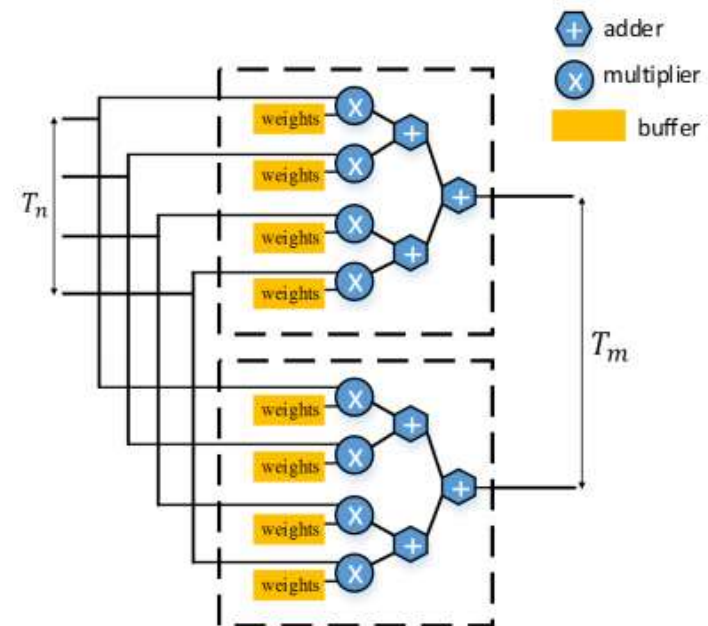 adder
multiplier
buffer
x
weights
+
x
weights
+
x
weights
+
x
weights
T_n
T_m
x
weights
+
x
weights
+
x
weights
+
x
weights